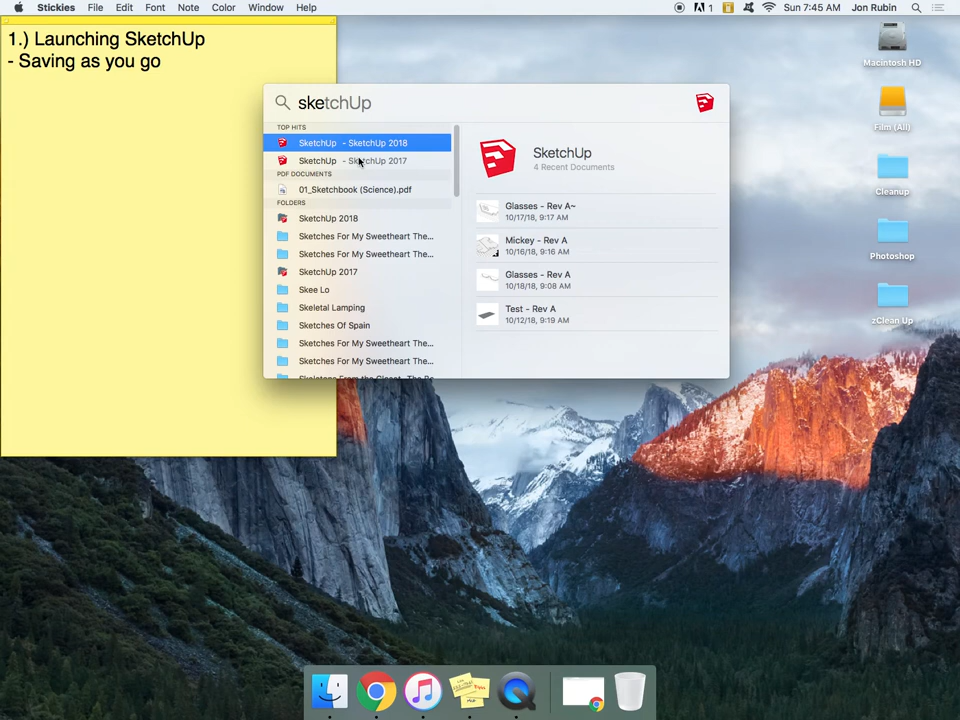 Stickies File Edit Font Note Color Window Help 1 Sun 7:45 AM Jon Rubin
1.) Launching SketchUp
- Saving as you go
sketchUp
TOP HITS
SketchUp - SketchUp 2018
SketchUp - SketchUp 2017
PDF DOCUMENTS
01_Sketchbook (Science).pdf
FOLDERS
SketchUp 2018
Sketches For My Sweetheart The...
Sketches For My Sweetheart The...
SketchUp 2017
Skee Lo
Skeletal Lamping
Sketches Of Spain
Sketches For My Sweetheart The...
Sketches For My Sweetheart The...
SketchUp
4 Recent Documents
Glasses - Rev A~
10/17/18, 9:17 AM
Mickey - Rev A
10/16/18, 9:16 AM
Glasses - Rev A
10/18/18, 9:08 AM
Test - Rev A
10/12/18, 9:19 AM
Macintosh HD
Film (All)
Cleanup
Photoshop
zClean Up